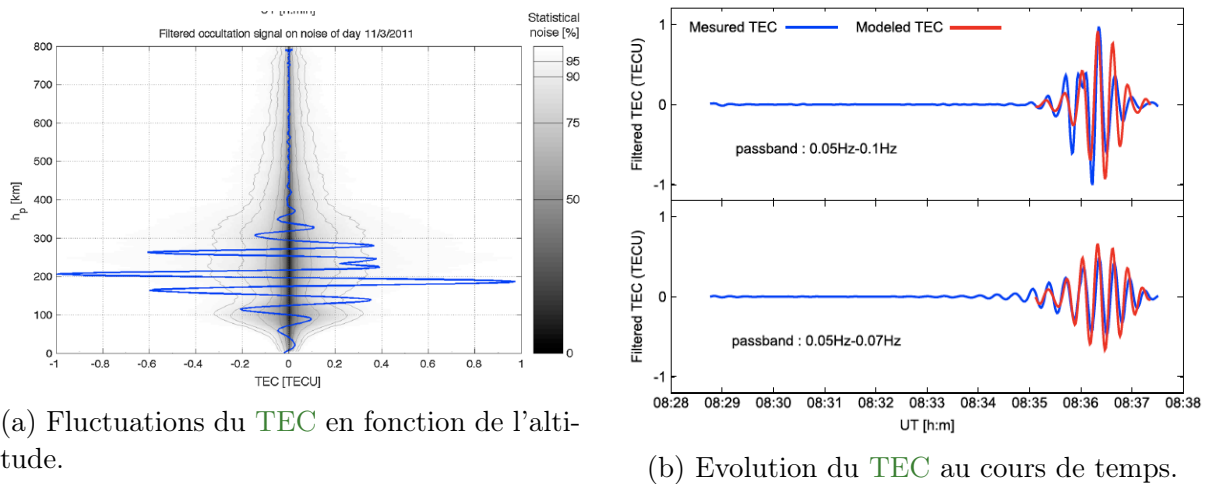 UT [h:min]
Filtered occultation signal on noise of day 11/3/2011
Statistical
noise [%]
800
700
600
500
400
300
200
100
0
h_p [km]
-1 -0.8 -0.6 -0.4 -0.2 0 0.2 0.4 0.6 0.8 1
TEC [TECU]
95
90
75
50
0
(a) Fluctuations du TEC en fonction de l'alti-
tude.
Mesured TEC Modeled TEC
Filtered TEC (TECU)
1
0
-1
passband : 0.05Hz-0.1Hz
Filtered TEC (TECU)
1
0
-1
passband : 0.05Hz-0.07Hz
08:28 08:29 08:30 08:31 08:32 08:33 08:34 08:35 08:36 08:37 08:38
UT [h:m]
(b) Evolution du TEC au cours de temps.